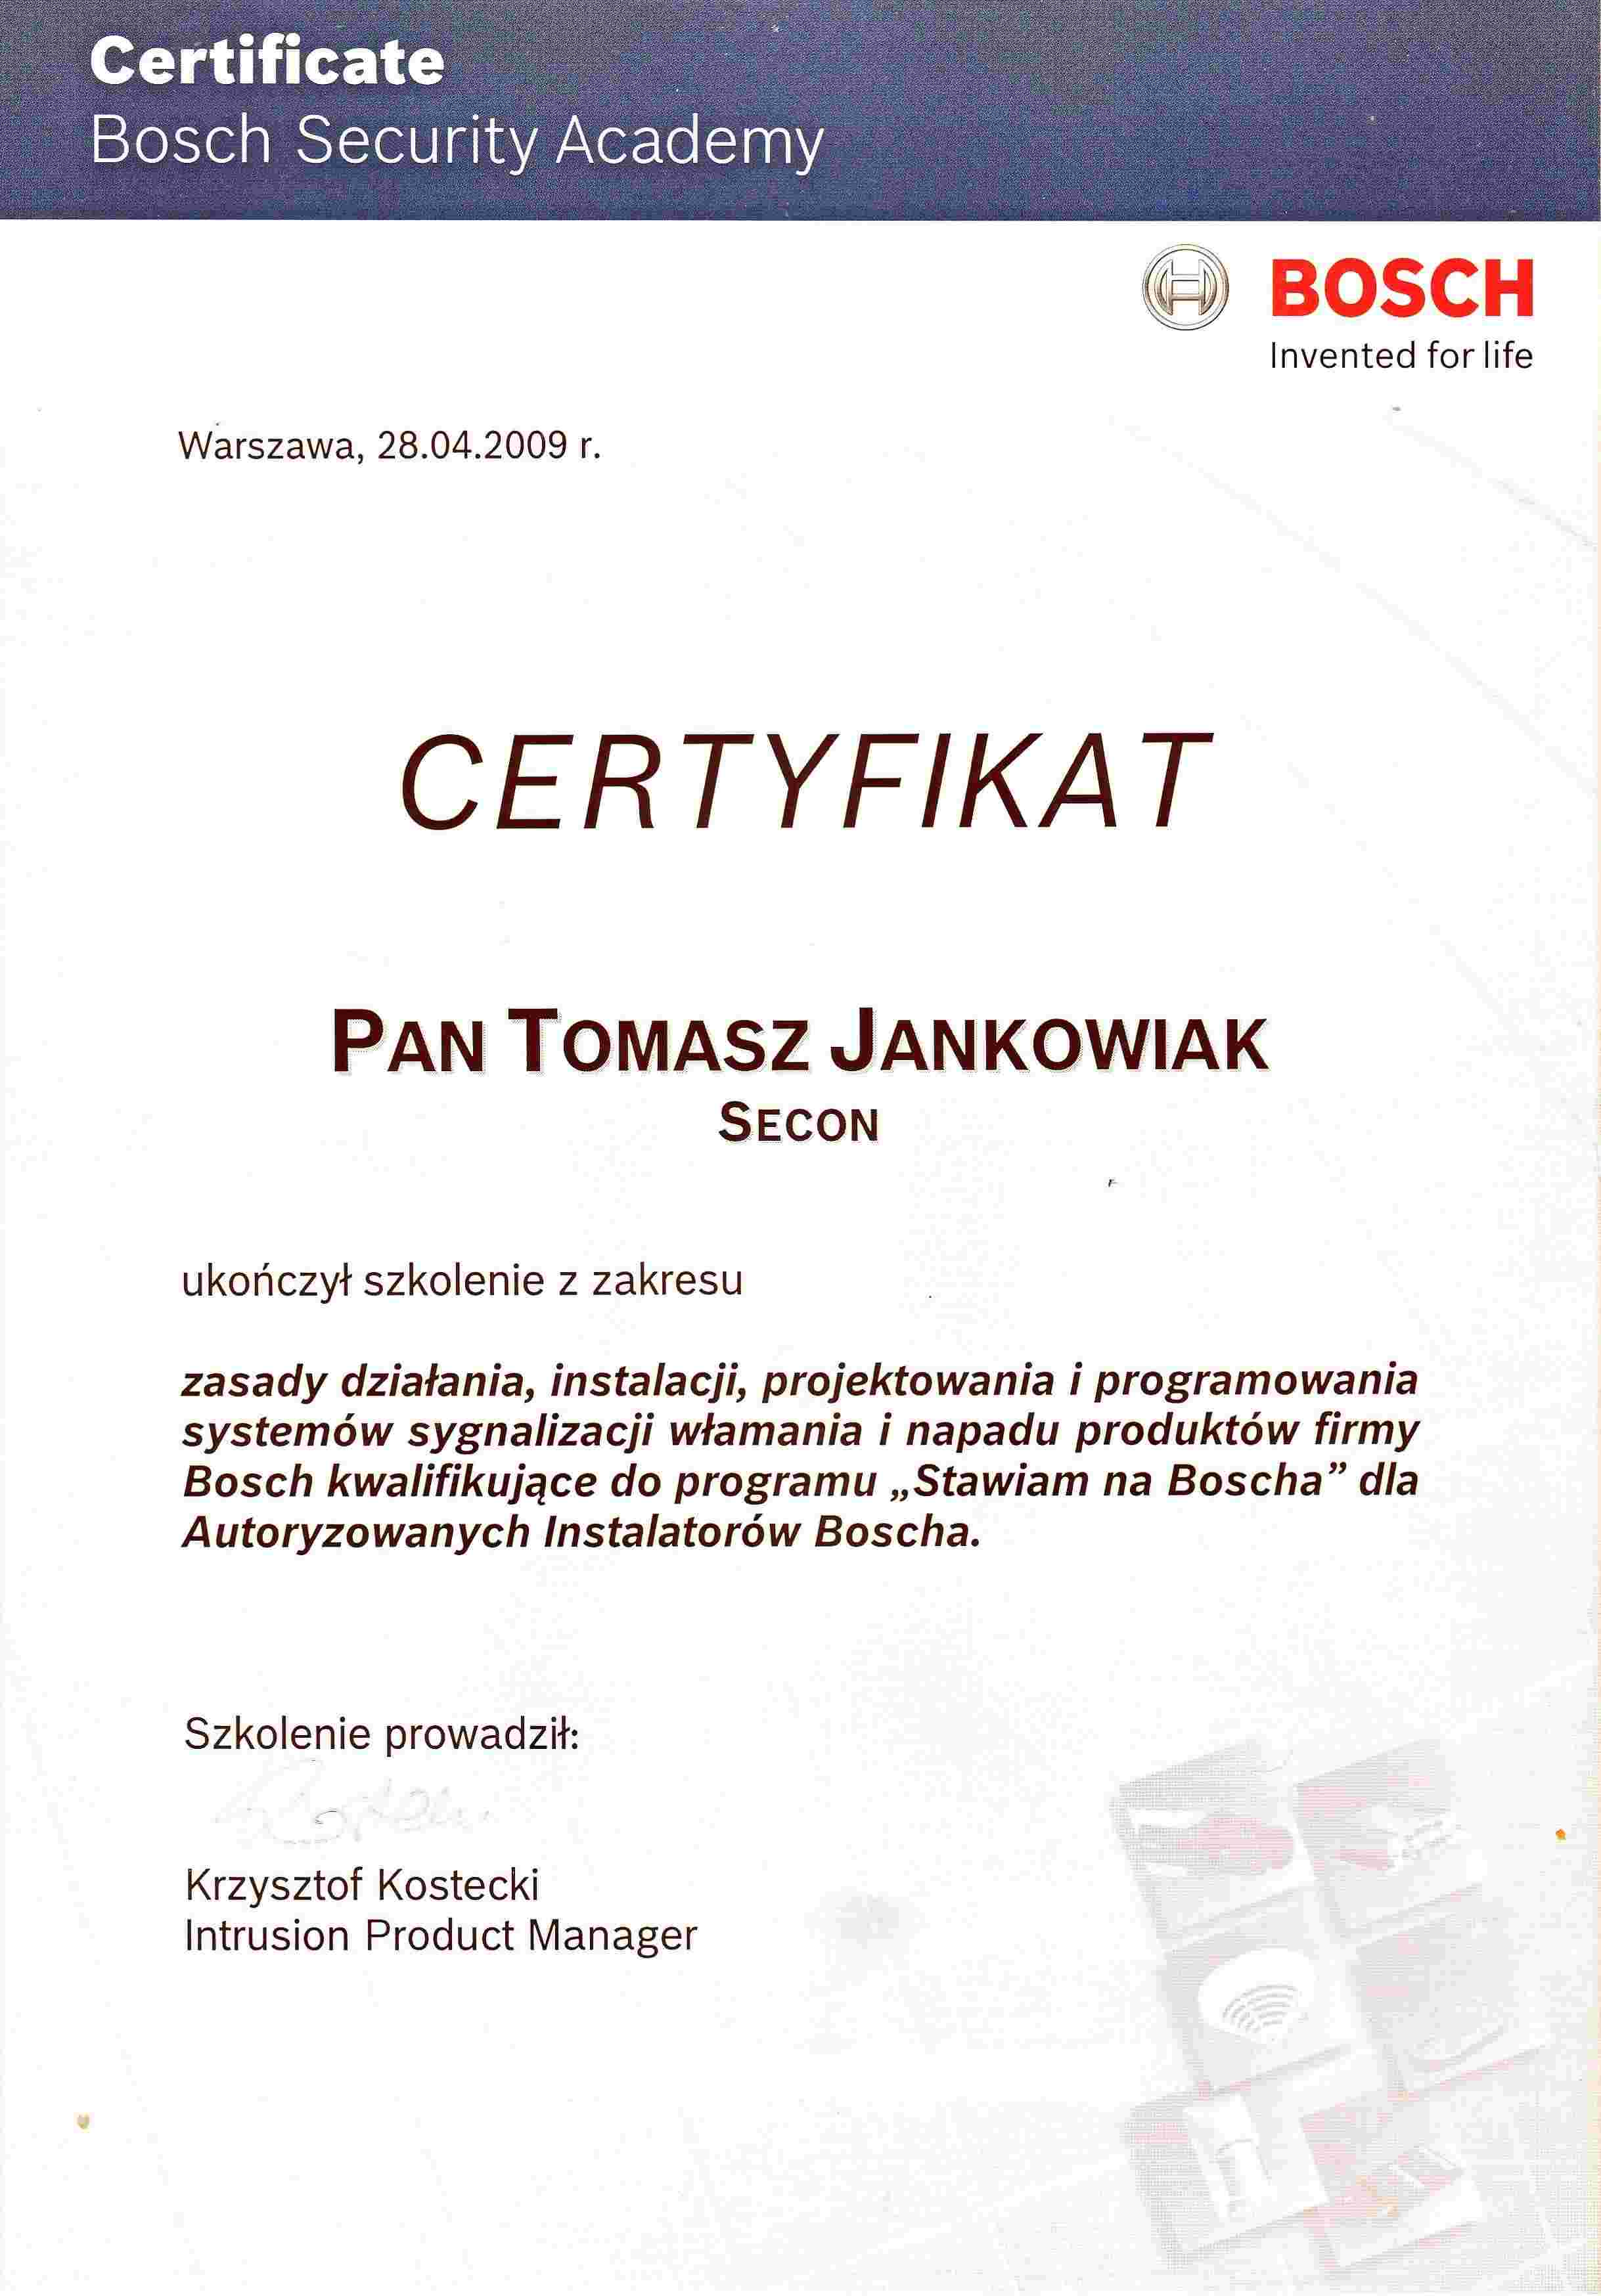 Certificate
Bosch Security Academy
BOSCH
Invented for life
Warszawa, 28.04.2009 r.
CERTYFIKAT
PAN TOMASZ JANKOWIAK
SECON
ukończył szkolenie z zakresu
zasady działania, instalacji, projektowania i programowania
systemów sygnalizacji włamania i napadu produktów firmy
Bosch kwalifikujące do programu „Stawiam na Boscha” dla
Autoryzowanych Instalatorów Boscha.
Szkolenie prowadził:
Krzysztof Kostecki
Intrusion Product Manager